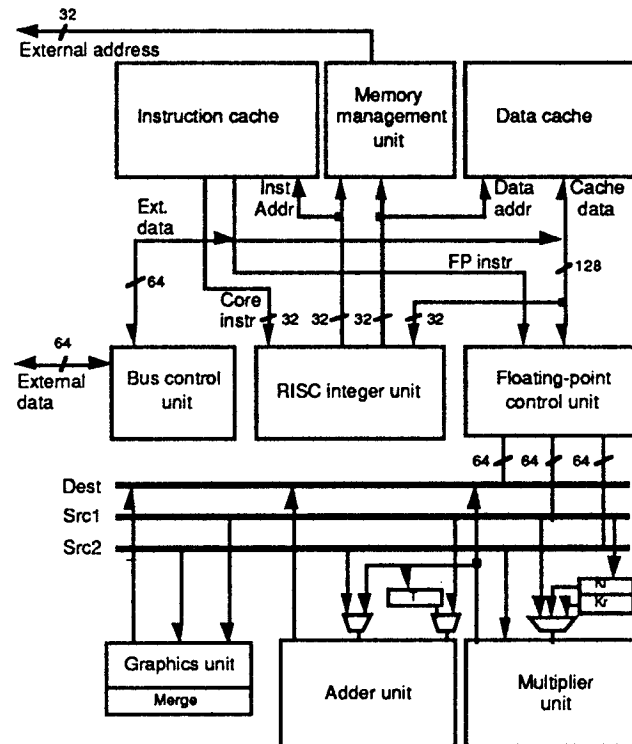 32
External address
Instruction cache
Memory
management
unit
Data cache
Inst
Addr
Data
addr
Cache
data
Ext.
data
FP instr
64
128
Core
instr
32
32
32
32
64
External
data
Bus control
unit
RISC integer unit
Floating-point
control unit
64
64
64
Dest
Src1
Src2
T
Ki
Kr
Graphics unit
Merge
Adder unit
Multiplier
unit